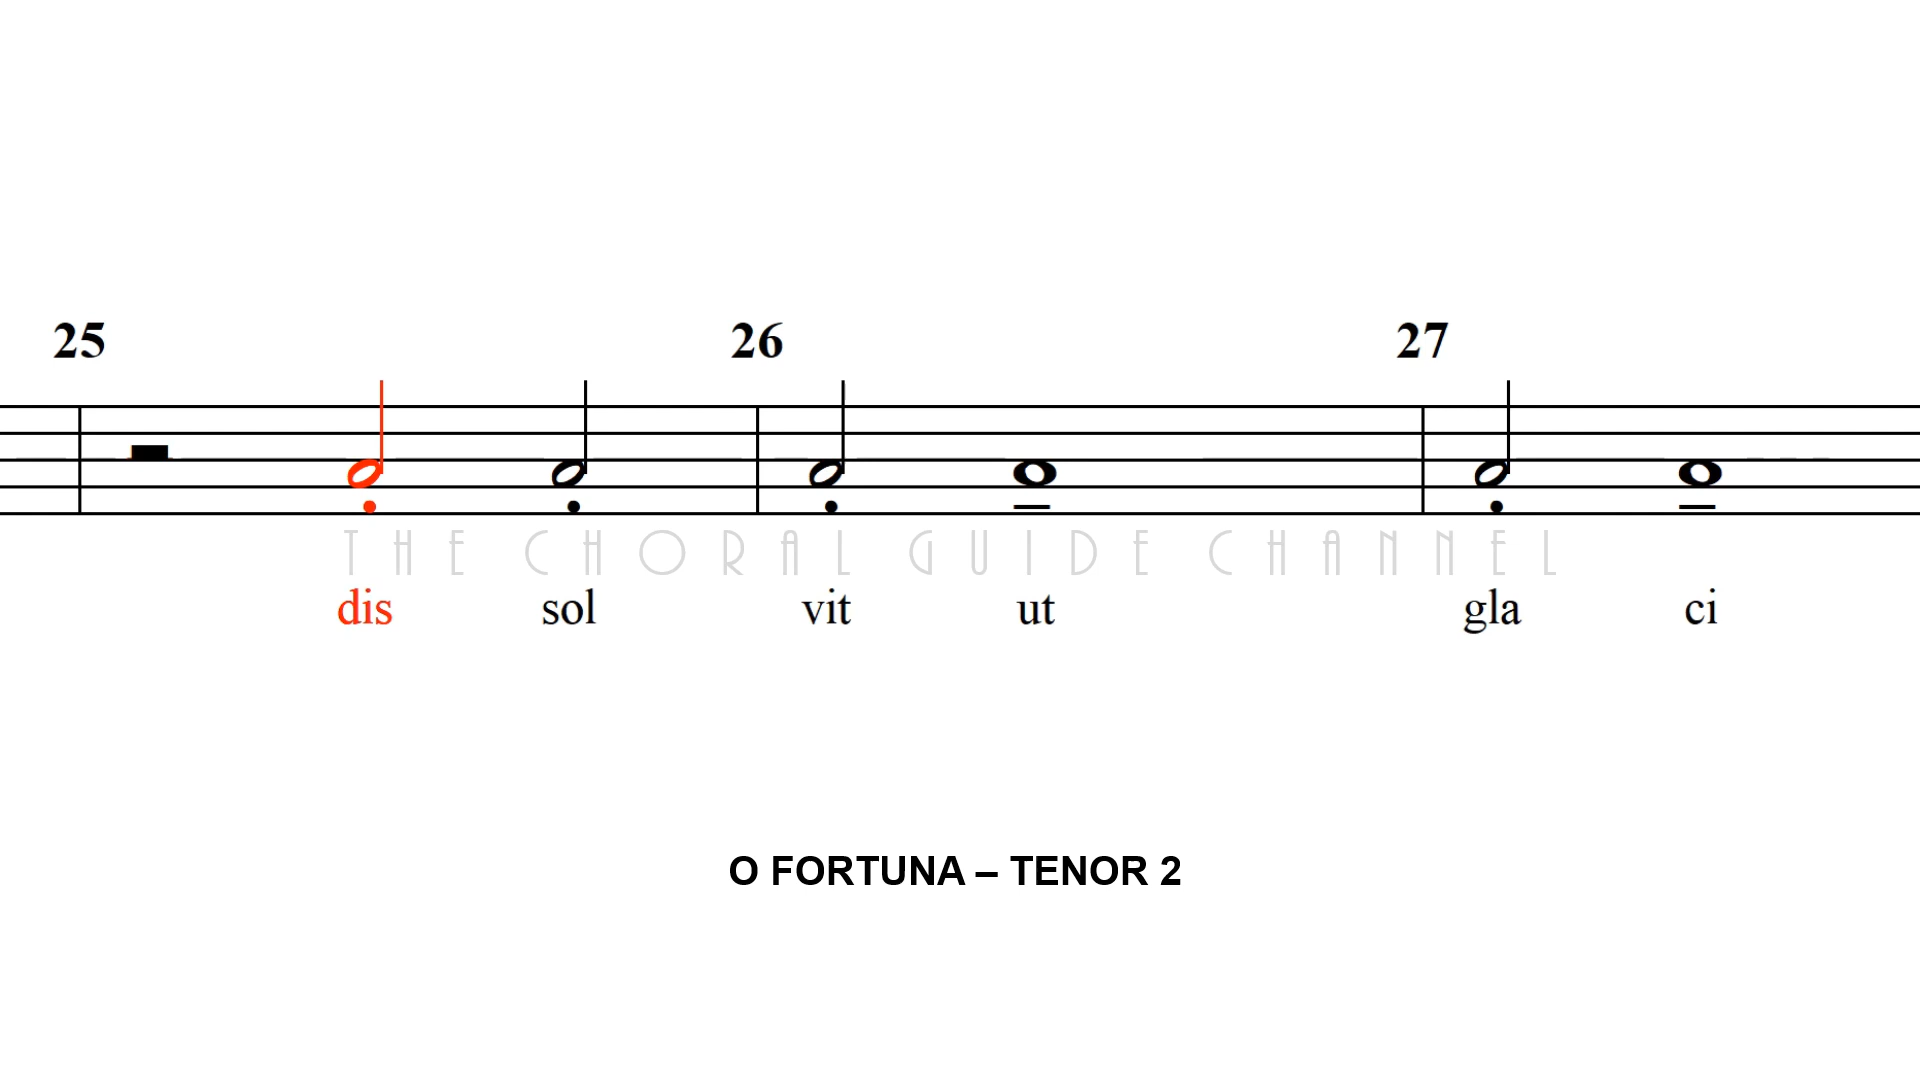 25 26 27
THE CHORAL GUIDE CHANNEL
dis sol vit ut gla ci
O FORTUNA – TENOR 2